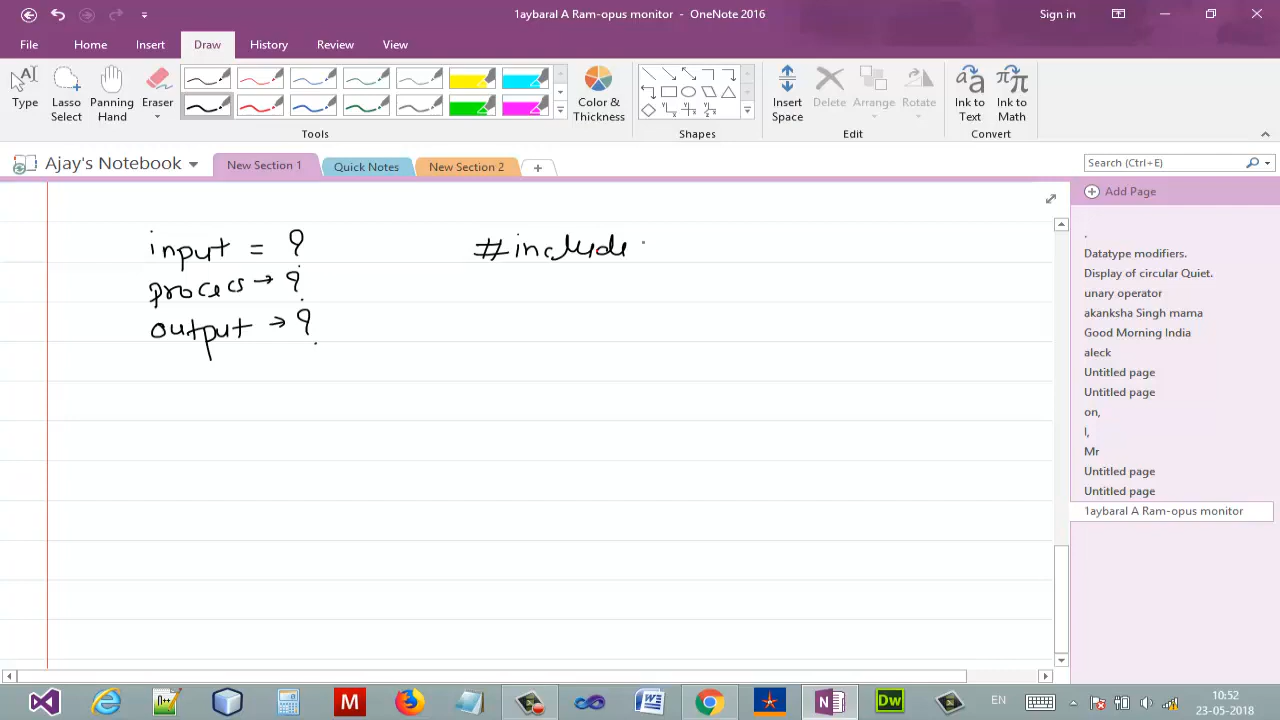 1aybaral A Ram-opus monitor - OneNote 2016
Sign in
File Home Insert Draw History Review View
Type
Lasso Select
Panning Hand
Eraser
Color & Thickness
Insert Space
Delete
Arrange
Rotate
Ink to Text
Ink to Math
Tools
Shapes
Edit
Convert
Ajay's Notebook
New Section 1
Quick Notes
New Section 2
Search (Ctrl+E)
Add Page
input = ?
process → ?
output → ?
#include
.
Datatype modifiers.
Display of circular Quiet.
unary operator
akanksha Singh mama
Good Morning India
aleck
Untitled page
Untitled page
on,
I,
Mr
Untitled page
Untitled page
1aybaral A Ram-opus monitor
M
Dw
EN
10:52
23-05-2018